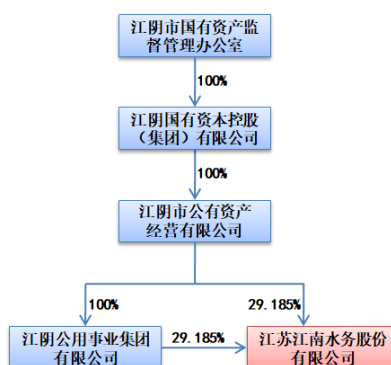 江阴市国有资产监
督管理办公室
100%
江阴国有资本控股
（集团）有限公司
100%
江阴市公有资产
经营有限公司
100%
29.185%
江阴公用事业集团
有限公司
29.185%
江苏江南水务股份
有限公司